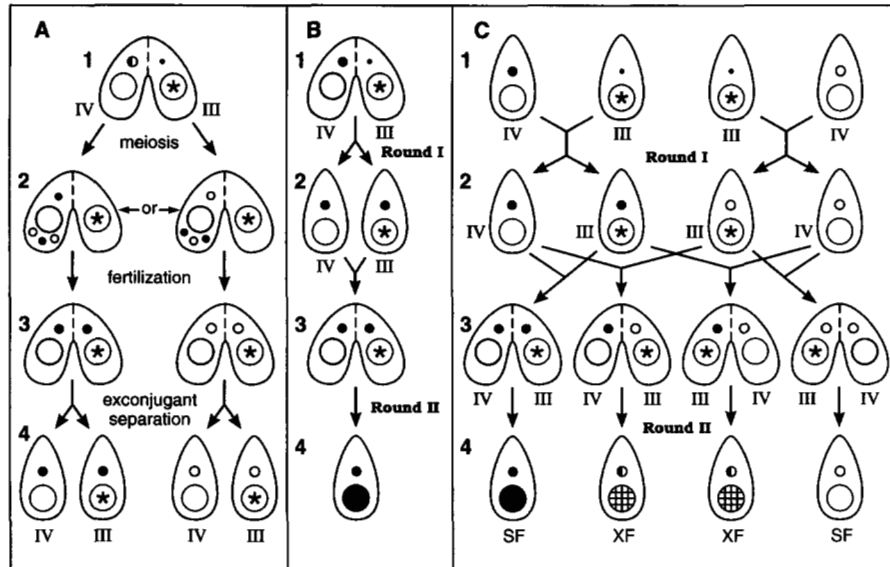 A
1
IV
III
meiosis
2
or
fertilization
3
exconjugant
separation
4
IV
III
IV
III
B
1
IV
III
Round I
2
IV
III
3
Round II
4
C
1
IV
III
III
IV
Round I
2
IV
III
III
IV
3
IV
III
IV
III
III
IV
III
IV
Round II
4
SF
XF
XF
SF